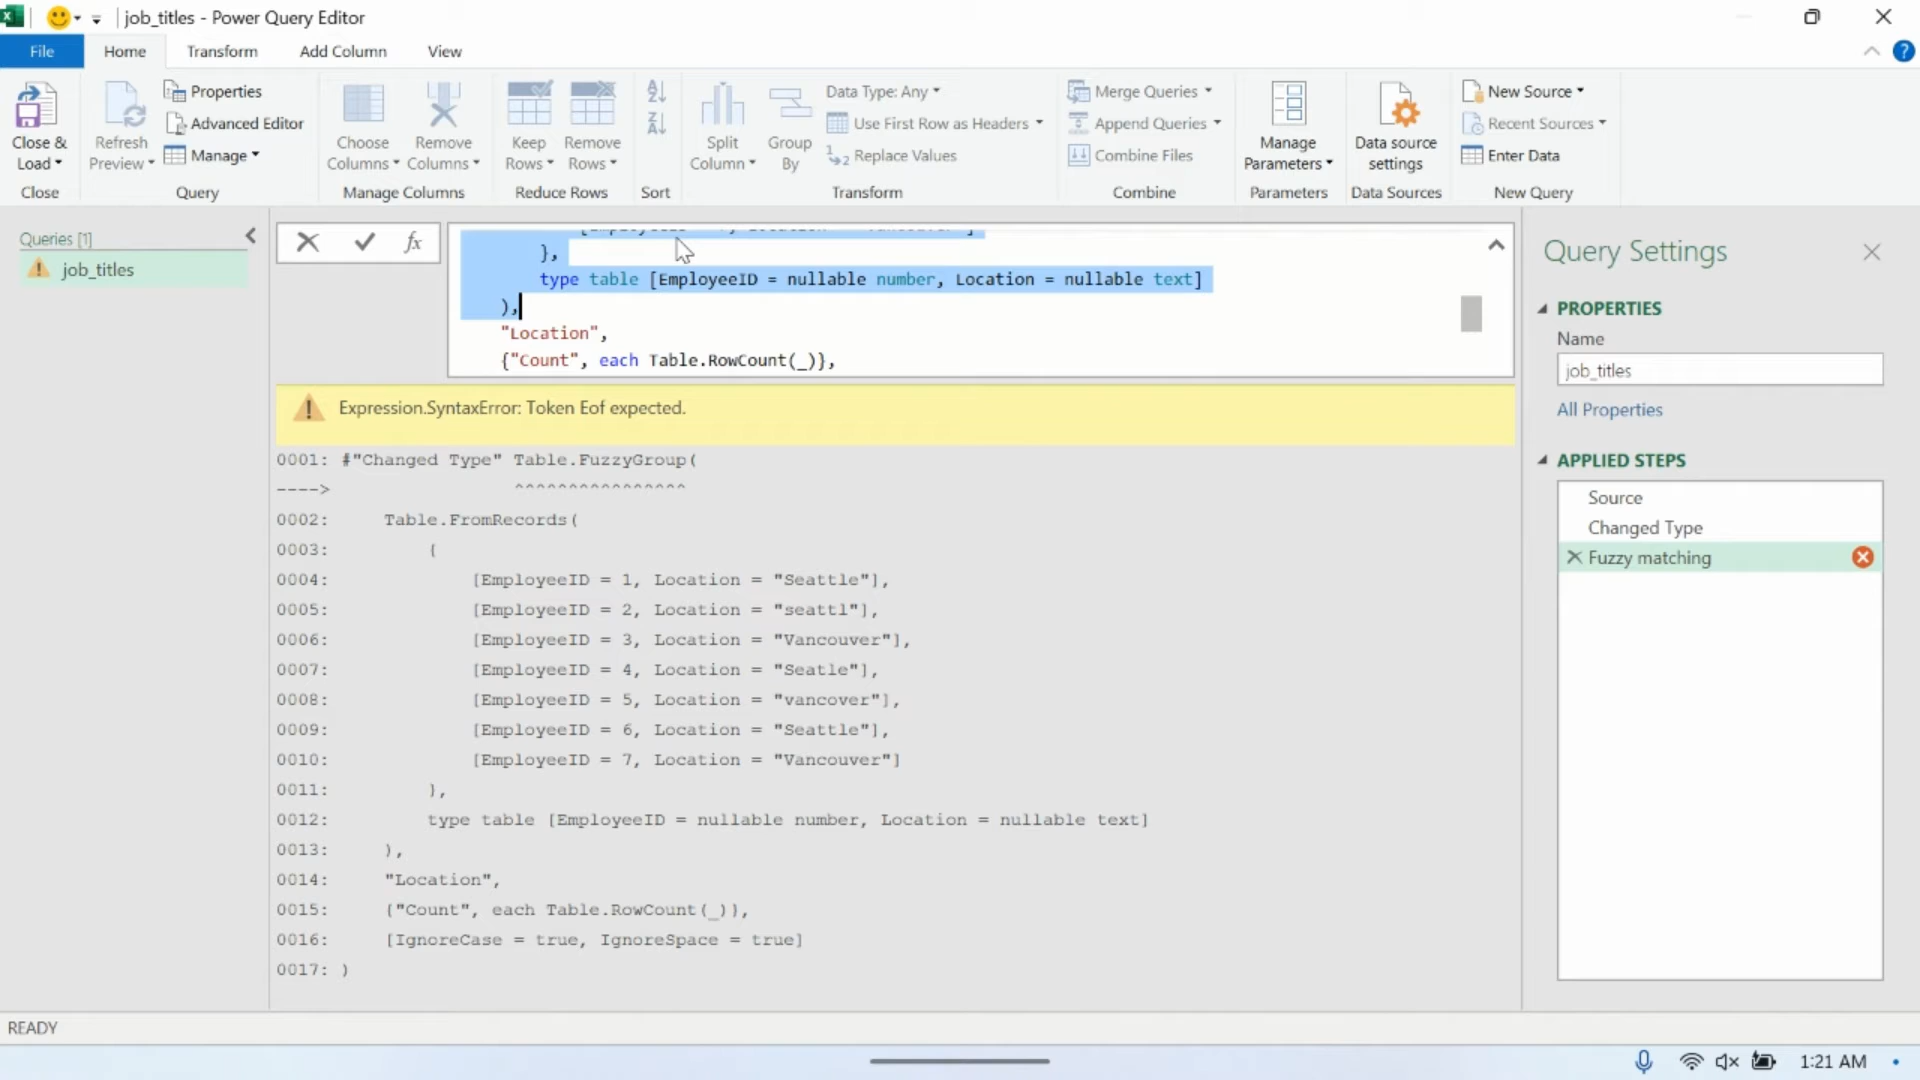 job_titles - Power Query Editor
File Home Transform Add Column View
Close & Load
Close
Refresh Preview
Properties
Advanced Editor
Manage
Query
Choose Columns
Remove Columns
Manage Columns
Keep Rows
Remove Rows
Reduce Rows
Sort
Split Column
Group By
Data Type: Any
Use First Row as Headers
Replace Values
Transform
Merge Queries
Append Queries
Combine Files
Combine
Manage Parameters
Parameters
Data source settings
Data Sources
New Source
Recent Sources
Enter Data
New Query
Queries [1]
job_titles
fx
},
type table [EmployeeID = nullable number, Location = nullable text]
),
"Location",
{"Count", each Table.RowCount(_)},
Expression.SyntaxError: Token Eof expected.
0001: #"Changed Type" Table.FuzzyGroup(
----> ^^^^^^^^^^^^^^^^
0002: Table.FromRecords(
0003: {
0004: [EmployeeID = 1, Location = "Seattle"],
0005: [EmployeeID = 2, Location = "seattl"],
0006: [EmployeeID = 3, Location = "Vancouver"],
0007: [EmployeeID = 4, Location = "Seatle"],
0008: [EmployeeID = 5, Location = "vancover"],
0009: [EmployeeID = 6, Location = "Seattle"],
0010: [EmployeeID = 7, Location = "Vancouver"]
0011: },
0012: type table [EmployeeID = nullable number, Location = nullable text]
0013: ),
0014: "Location",
0015: {"Count", each Table.RowCount(_)},
0016: [IgnoreCase = true, IgnoreSpace = true]
0017: )
Query Settings
PROPERTIES
Name
job_titles
All Properties
APPLIED STEPS
Source
Changed Type
Fuzzy matching
READY
1:21 AM